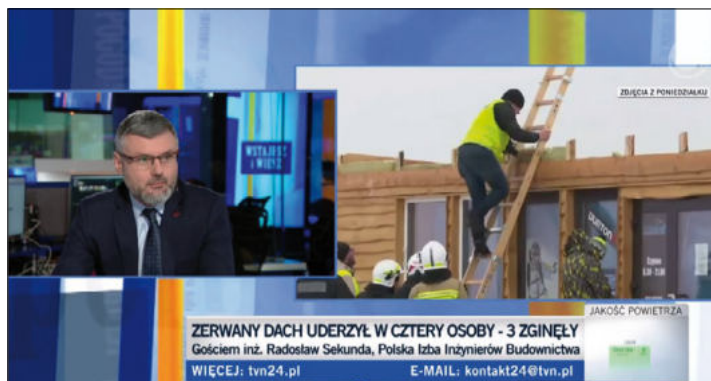 WSTAJESZ
I WIESZ
ZDJĘCIA Z PONIEDZIAŁKU
BURTON
ZERWANY DACH UDERZYŁ W CZTERY OSOBY - 3 ZGINĘŁY
Gościem inż. Radosław Sekunda, Polska Izba Inżynierów Budownictwa
WIĘCEJ: tvn24.pl
E-MAIL: kontakt24@tvn.pl
JAKOŚĆ POWIETRZA